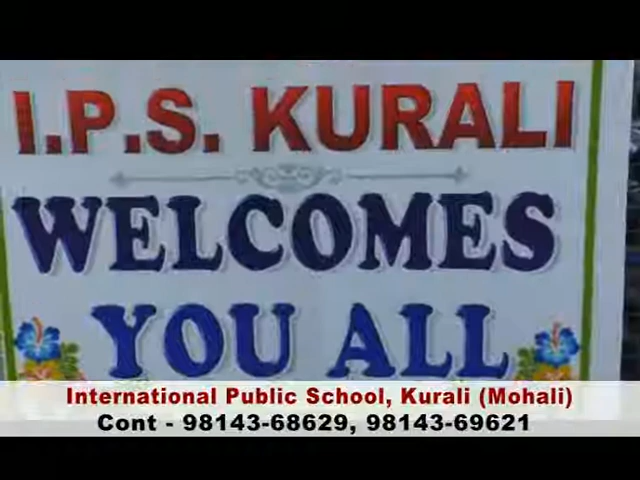 I.P.S. KURALI
WELCOMES
YOU ALL
International Public School, Kurali (Mohali)
Cont - 98143-68629, 98143-69621